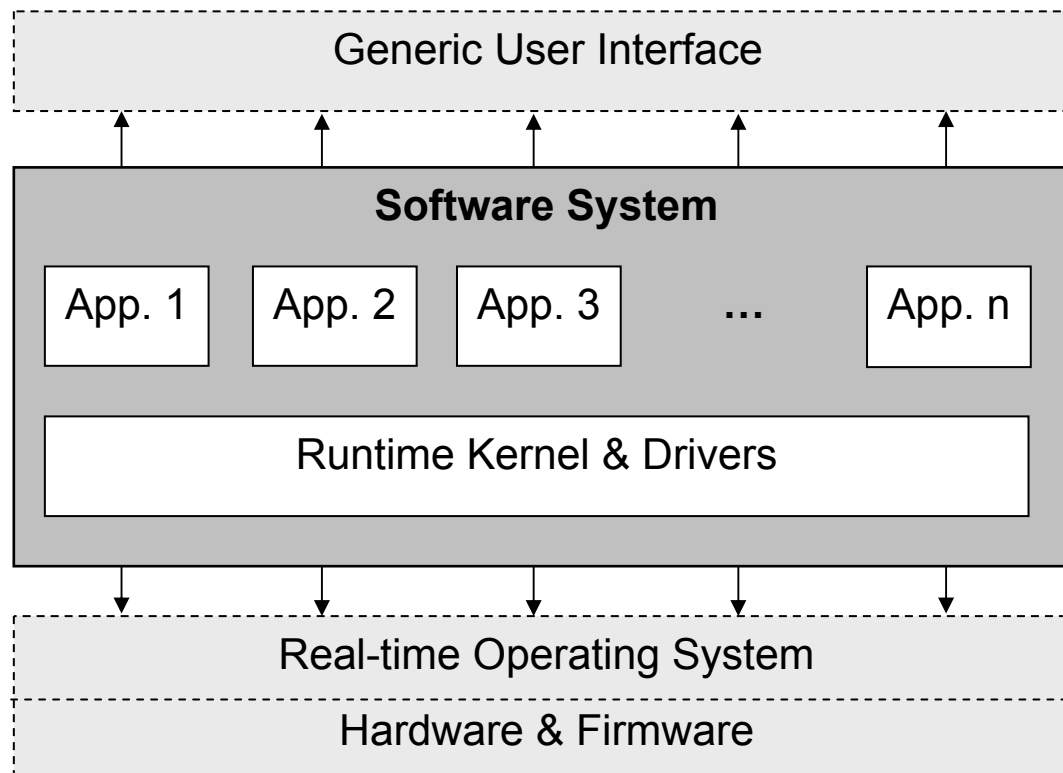 Generic User Interface
Software System
App. 1 App. 2 App. 3 ... App. n
Runtime Kernel & Drivers
Real-time Operating System
Hardware & Firmware